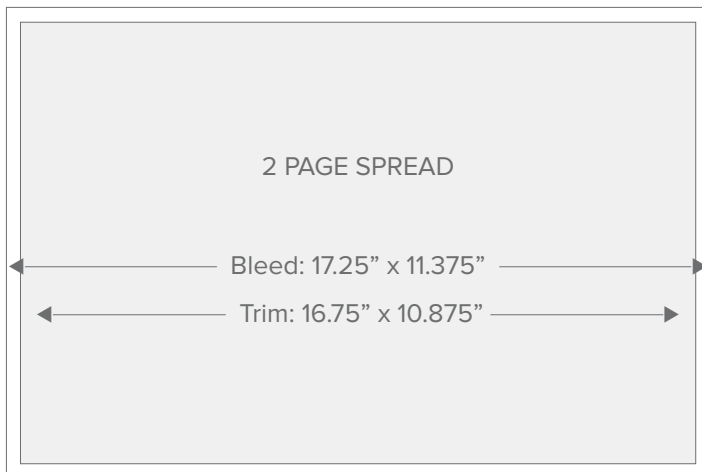 2 PAGE SPREAD
Bleed: 17.25” x 11.375”
Trim: 16.75” x 10.875”